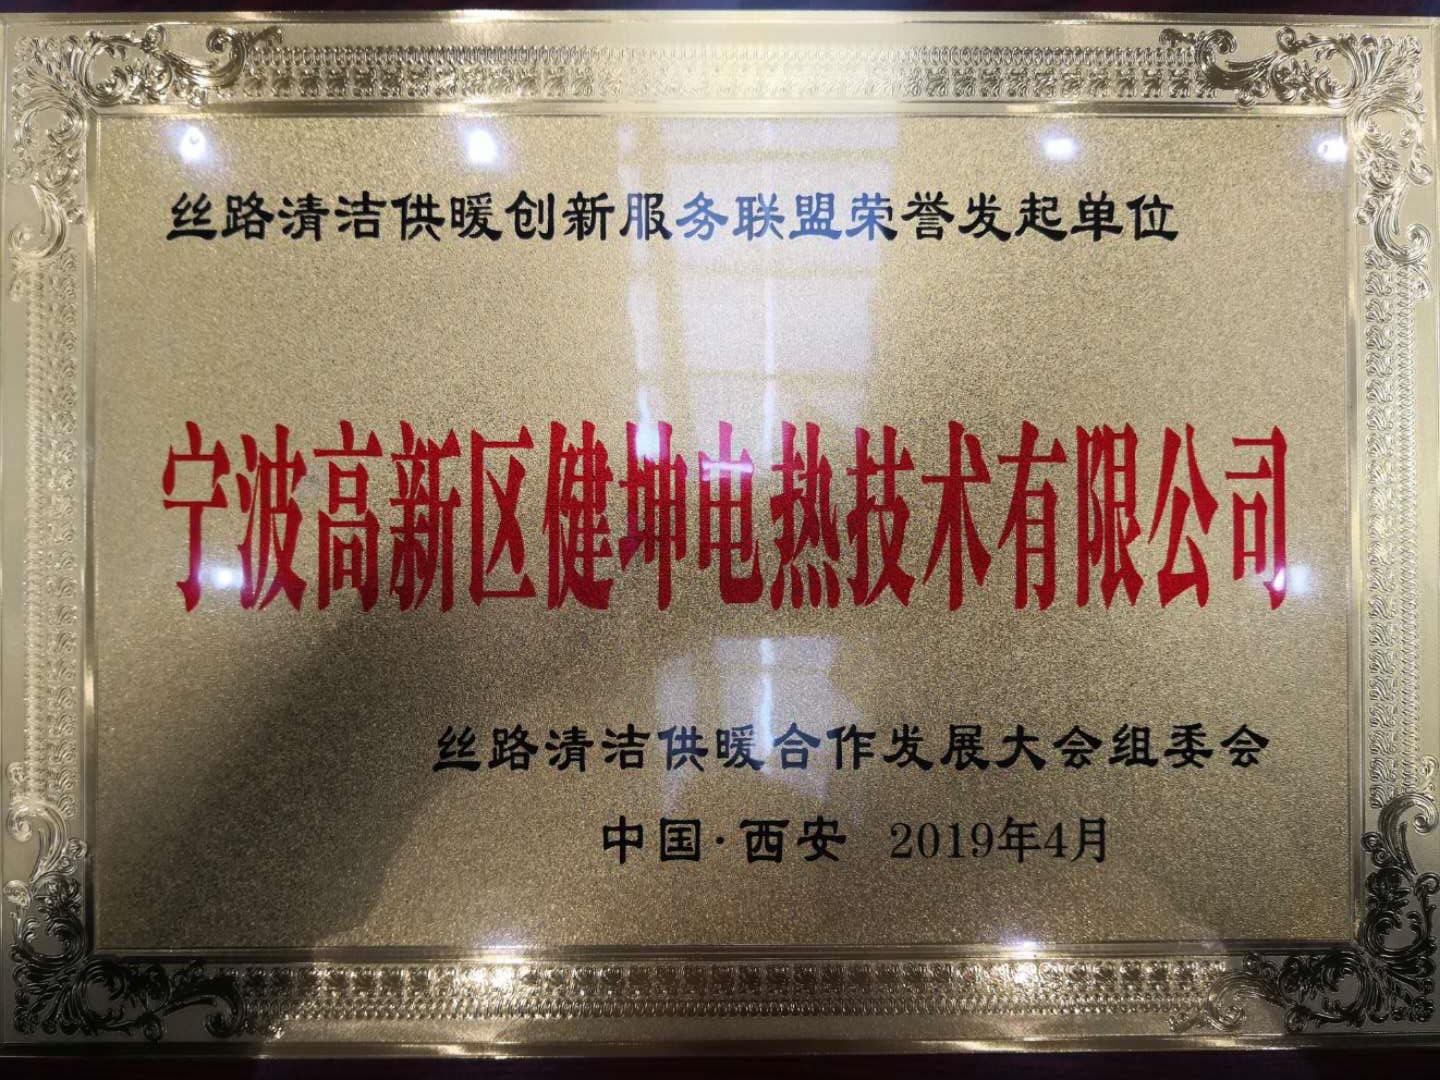 丝路清洁供暖创新服务联盟荣誉发起单位
宁波高新区健坤电热技术有限公司
丝路清洁供暖合作发展大会组委会
中国·西安 2019年4月